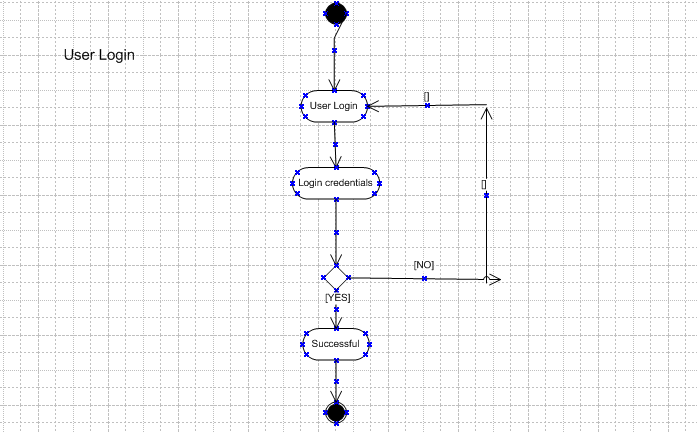 User Login
User Login
[]
Login credentials
[]
[NO]
[YES]
Successful